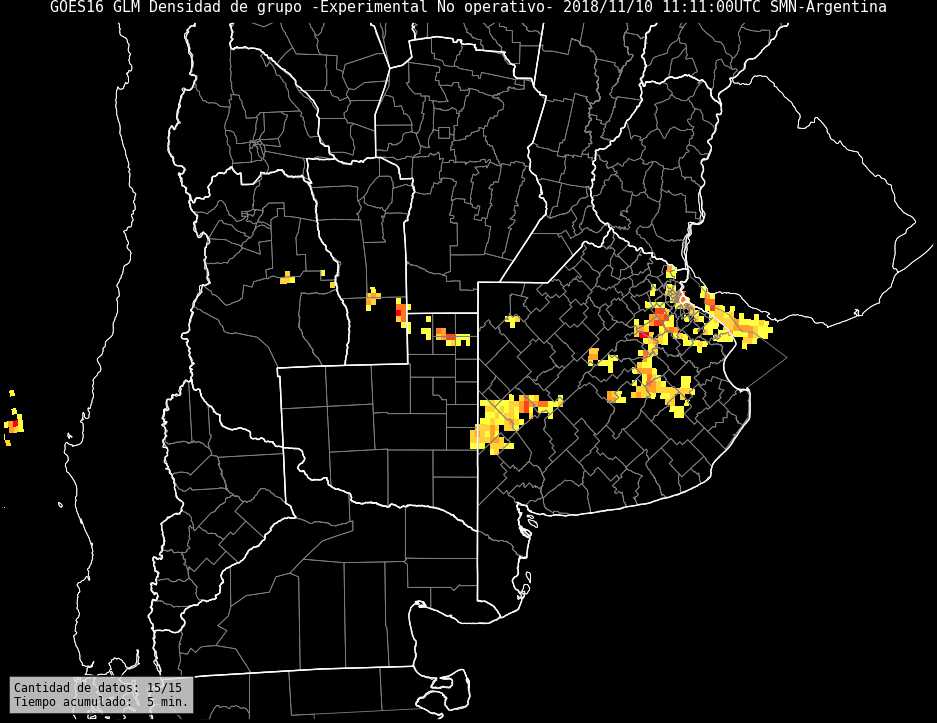 GOES16 GLM Densidad de grupo -Experimental No operativo- 2018/11/10 11:11:00UTC SMN-Argentina
Cantidad de datos: 15/15
Tiempo acumulado:  5 min.